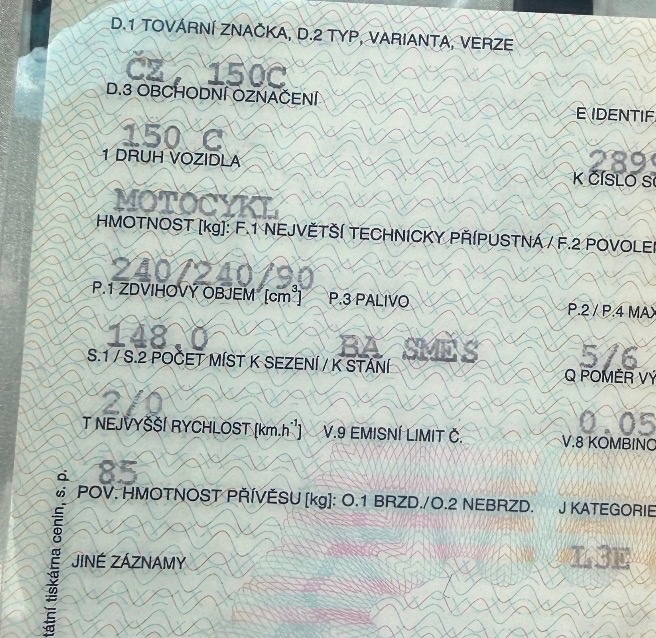 D.1 TOVÁRNÍ ZNAČKA, D.2 TYP, VARIANTA, VERZE
ČZ, 150C
D.3 OBCHODNÍ OZNAČENÍ
E IDENTIF.
150 C
1 DRUH VOZIDLA
289
K ČÍSLO
MOTOCYKL
HMOTNOST [kg]: F.1 NEJVĚTŠÍ TECHNICKY PŘÍPUSTNÁ / F.2 POVOLE
240/240/90
P.1 ZDVIHOVÝ OBJEM [cm³] P.3 PALIVO P.2 / P.4 MAX
148.0 BA SMĚS 5/6
S.1 / S.2 POČET MÍST K SEZENÍ / K STÁNÍ Q POMĚR VÝ
2/0 0.05
T NEJVYŠŠÍ RYCHLOST [km.h⁻¹] V.9 EMISNÍ LIMIT Č. V.8 KOMBINO
85
POV. HMOTNOST PŘÍVĚSU [kg]: O.1 BRZD./O.2 NEBRZD. J KATEGORIE
L3E
JINÉ ZÁZNAMY
tátní tiskárna cenin, s. p.